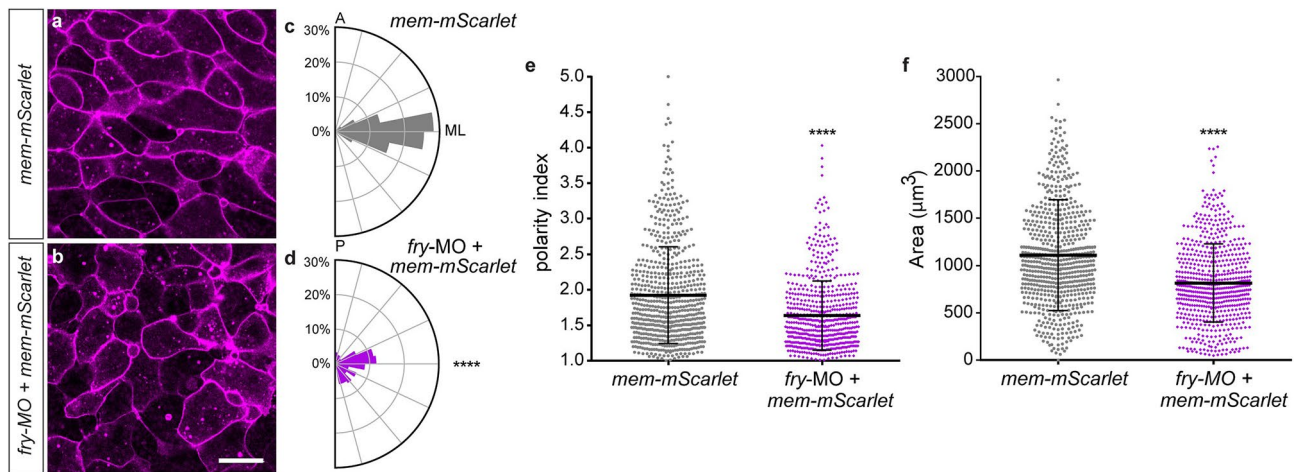 a
b
mem-mScarlet
fry-MO + mem-mScarlet
c
A
mem-mScarlet
30%
20%
10%
0%
ML
P
d
fry-MO +
mem-mScarlet
30%
20%
10%
0%
****
e
polarity index
5.0
4.5
4.0
3.5
3.0
2.5
2.0
1.5
1.0
****
mem-mScarlet
fry-MO +
mem-mScarlet
f
Area (µm³)
3000
2500
2000
1500
1000
500
0
****
mem-mScarlet
fry-MO +
mem-mScarlet